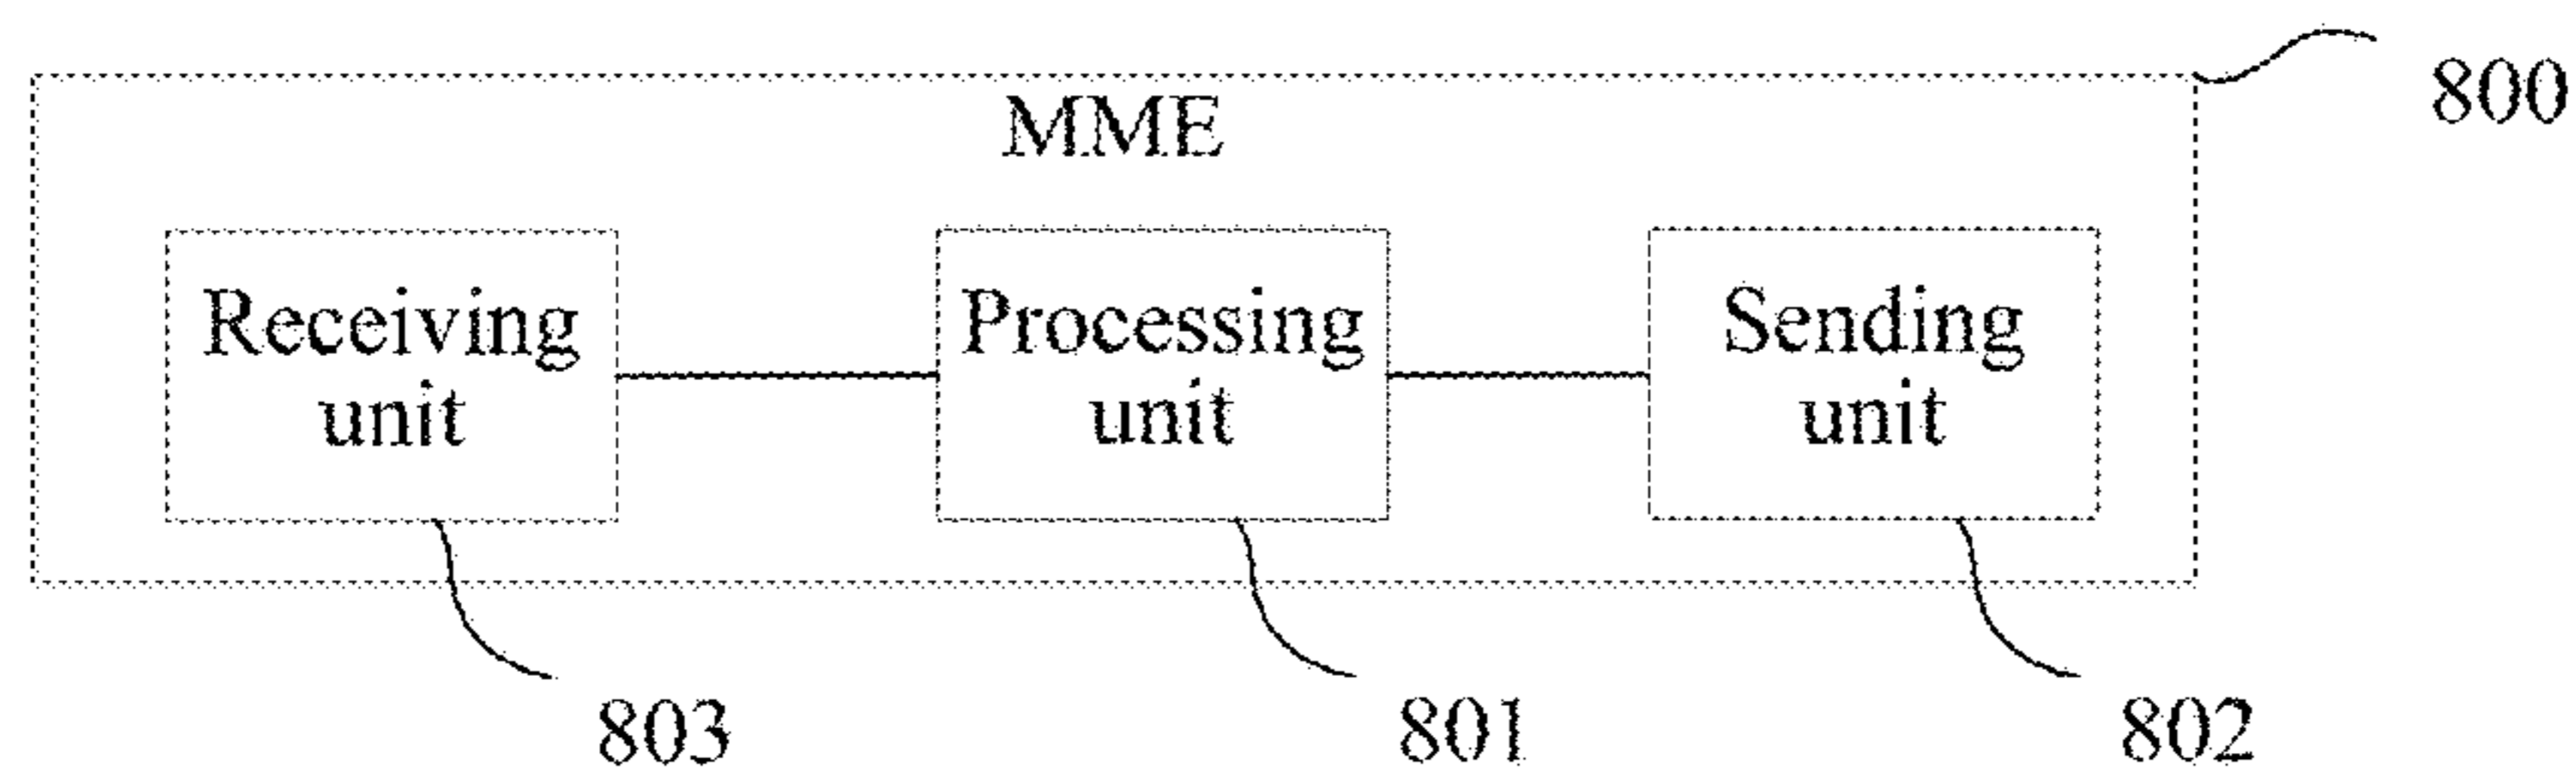 800
MME
Receiving
unit
Processing
unit
Sending
unit
803
801
802